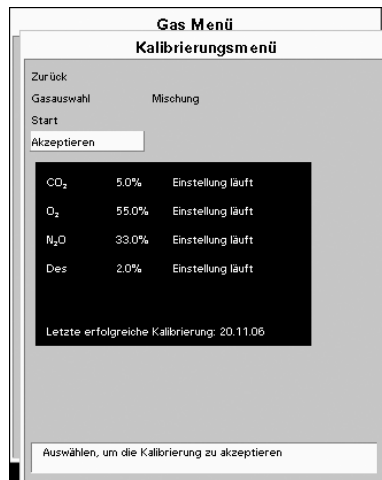 Gas Menü
Kalibrierungsmenü
Zurück
Gasauswahl Mischung
Start
Akzeptieren
CO₂ 5.0% Einstellung läuft
O₂ 55.0% Einstellung läuft
N₂O 33.0% Einstellung läuft
Des 2.0% Einstellung läuft
Letzte erfolgreiche Kalibrierung: 20.11.06
Auswählen, um die Kalibrierung zu akzeptieren